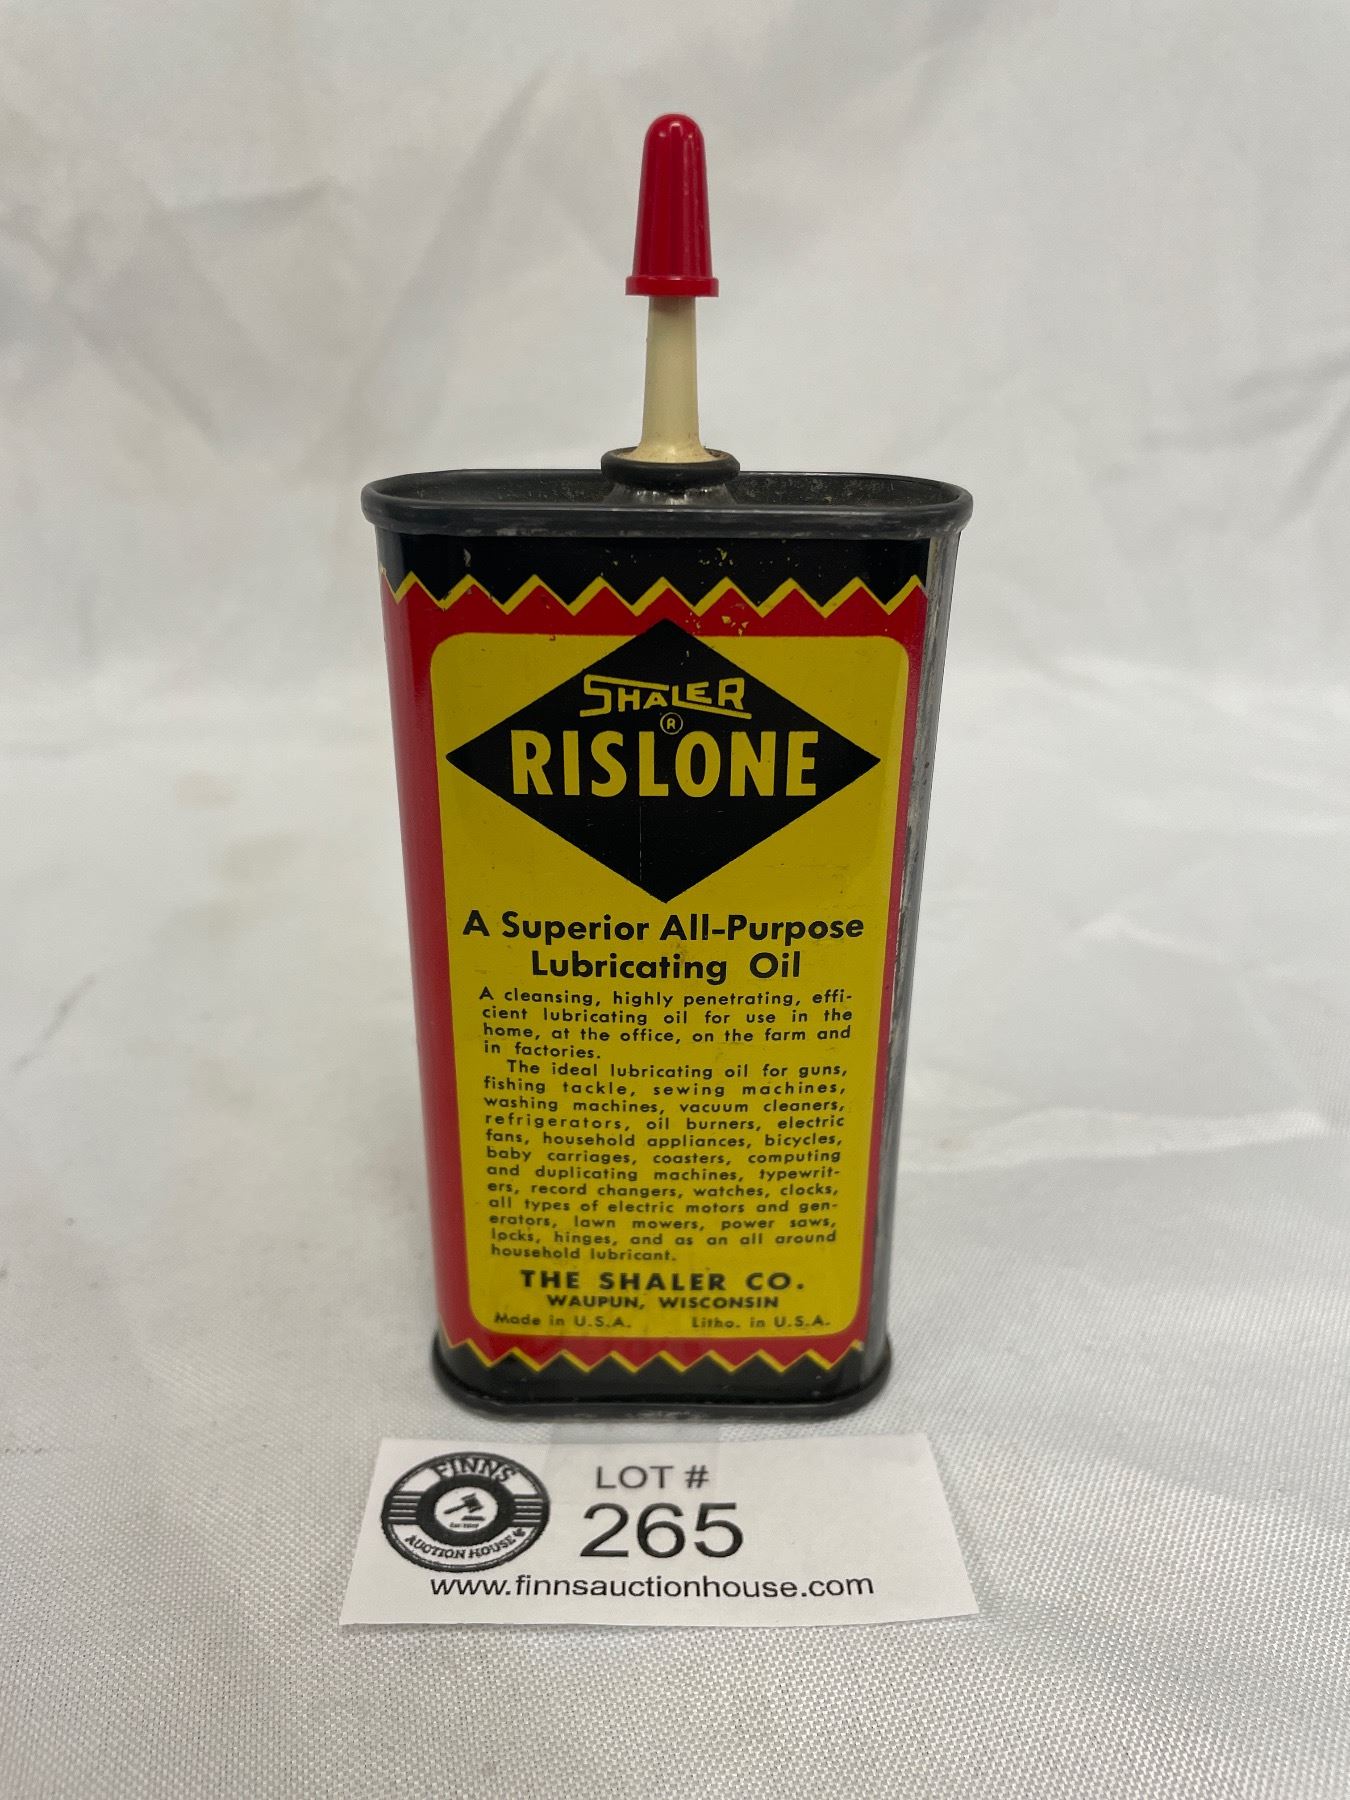 SHALER
®
RISLONE
A Superior All-Purpose
Lubricating Oil
A cleansing, highly penetrating, effi-
cient lubricating oil for use in the
home, at the office, on the farm and
in factories.
The ideal lubricating oil for guns,
fishing tackle, sewing machines,
washing machines, vacuum cleaners,
refrigerators, oil burners, electric
fans, household appliances, bicycles,
baby carriages, coasters, computing
and duplicating machines, typewrit-
ers, record changers, watches, clocks,
all types of electric motors and gen-
erators, lawn mowers, power saws,
locks, hinges, and as an all around
household lubricant.
THE SHALER CO.
WAUPUN, WISCONSIN
Made in U.S.A. Litho. in U.S.A.
FINNS
AUCTION HOUSE
LOT #
265
www.finnsauctionhouse.com